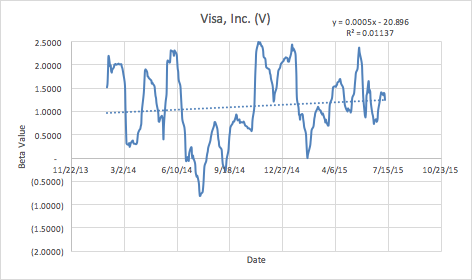 Visa, Inc. (V)
y = 0.0005x - 20.896
R² = 0.01137
2.5000
2.0000
1.5000
1.0000
0.5000
-
(0.5000)
(1.0000)
(1.5000)
(2.0000)
11/22/13 3/2/14 6/10/14 9/18/14 12/27/14 4/6/15 7/15/15 10/23/15
Beta Value
Date